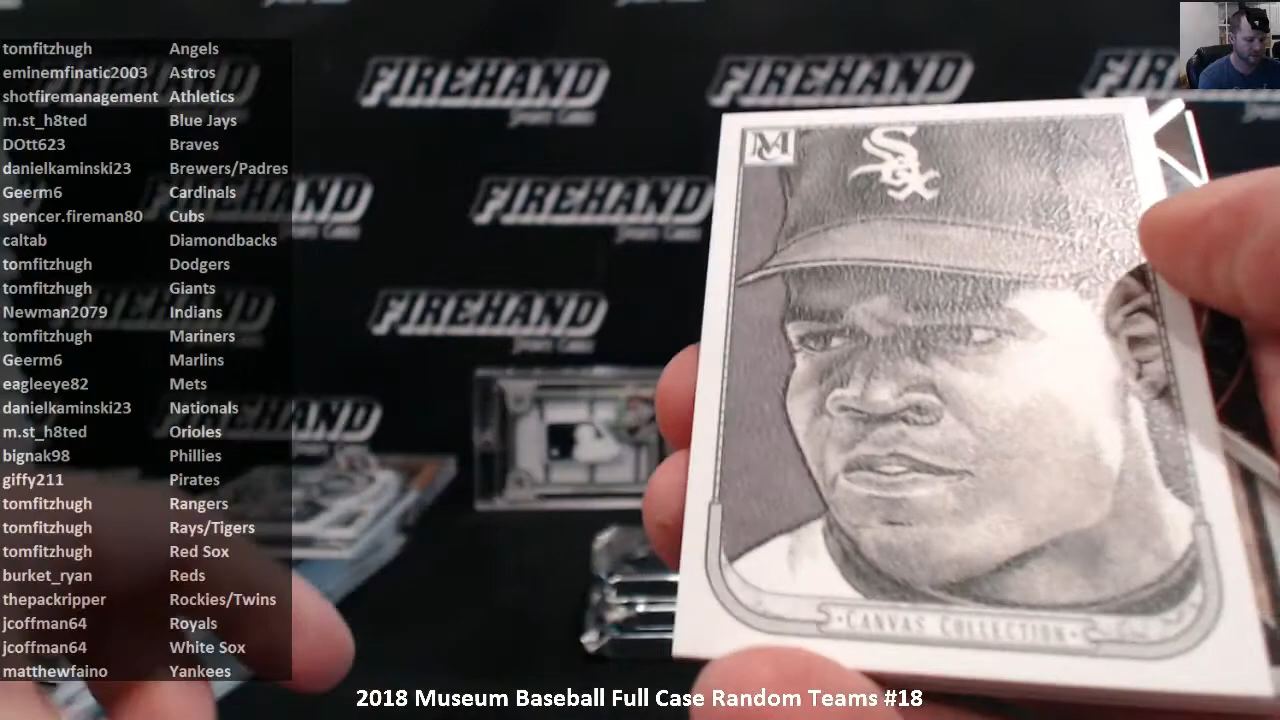 tomfitzhugh Angels
eminemfinatic2003 Astros
shotfiremanagement Athletics
m.st_h8ted Blue Jays
DOtt623 Braves
danielkaminski23 Brewers/Padres
Geerm6 Cardinals
spencer.fireman80 Cubs
caltab Diamondbacks
tomfitzhugh Dodgers
tomfitzhugh Giants
Newman2079 Indians
tomfitzhugh Mariners
Geerm6 Marlins
eagleeye82 Mets
danielkaminski23 Nationals
m.st_h8ted Orioles
bignak98 Phillies
giffy211 Pirates
tomfitzhugh Rangers
tomfitzhugh Rays/Tigers
tomfitzhugh Red Sox
burket_ryan Reds
thepackripper Rockies/Twins
jcoffman64 Royals
jcoffman64 White Sox
matthewfaino Yankees
FIREHAND
FIREHAND
FIREHAND
FIREHAND
MC
Sox
CANVAS COLLECTION
2018 Museum Baseball Full Case Random Teams #18